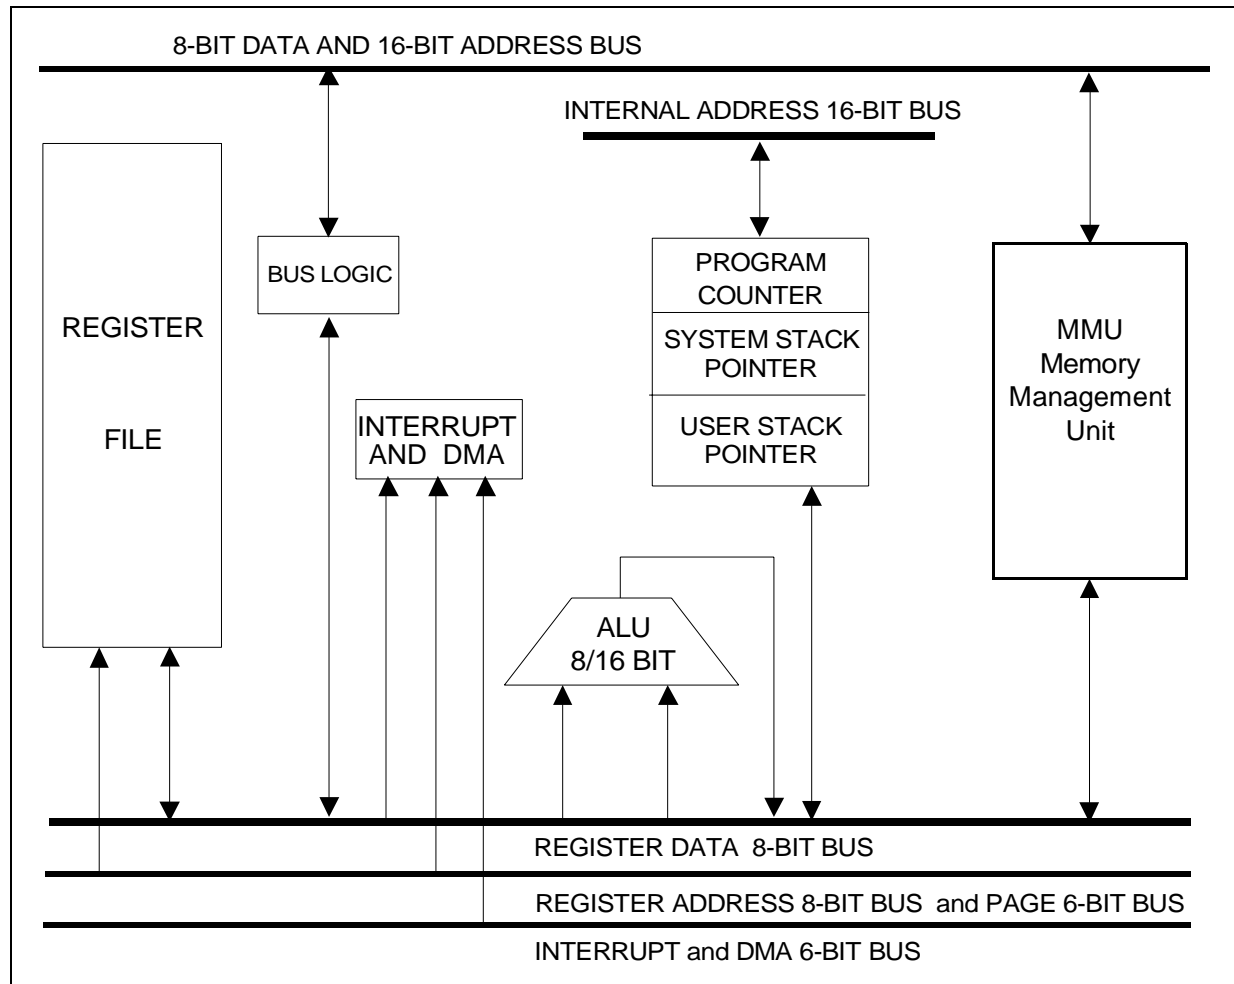 8-BIT DATA AND 16-BIT ADDRESS BUS
INTERNAL ADDRESS 16-BIT BUS
REGISTER
FILE
BUS LOGIC
INTERRUPT
AND DMA
PROGRAM
COUNTER
SYSTEM STACK
POINTER
USER STACK
POINTER
MMU
Memory
Management
Unit
ALU
8/16 BIT
REGISTER DATA 8-BIT BUS
REGISTER ADDRESS 8-BIT BUS and PAGE 6-BIT BUS
INTERRUPT and DMA 6-BIT BUS